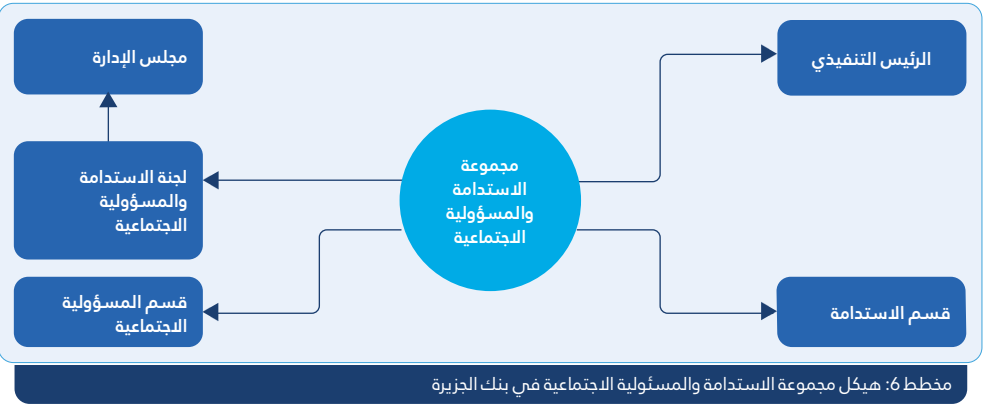 الرئيس التنفيذي
مجلس الإدارة
مجموعة
الاستدامة
والمسؤولية
الاجتماعية
لجنة الاستدامة
والمسؤولية
الاجتماعية
قسم الاستدامة
قسم المسؤولية
الاجتماعية
مخطط 6: هيكل مجموعة الاستدامة والمسئولية الاجتماعية في بنك الجزيرة